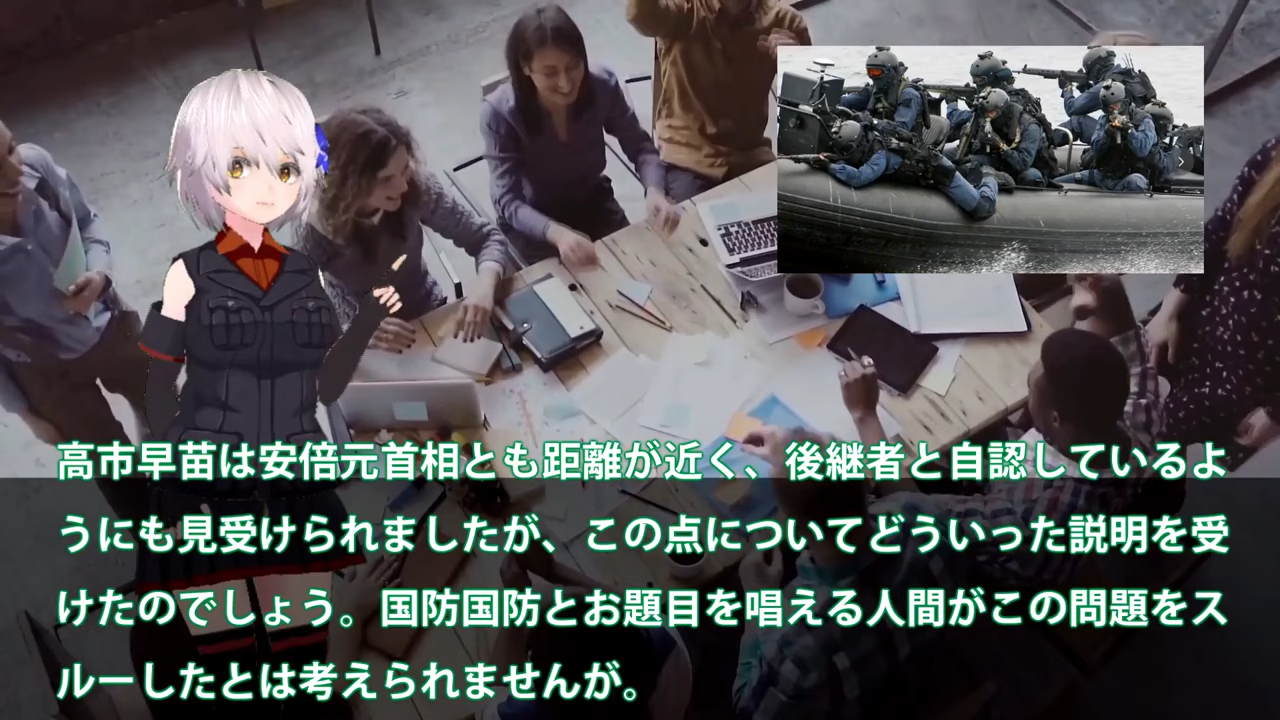 高市早苗は安倍元首相とも距離が近く、後継者と自認しているよ
うにも見受けられましたが、この点についてどういった説明を受
けたのでしょう。国防国防とお題目を唱える人間がこの問題をス
ルーしたとは考えられませんが。